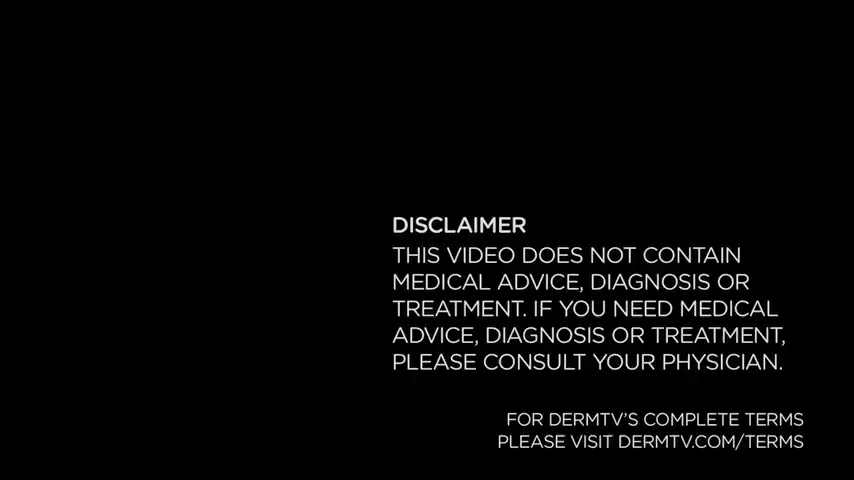 DISCLAIMER
THIS VIDEO DOES NOT CONTAIN
MEDICAL ADVICE, DIAGNOSIS OR
TREATMENT. IF YOU NEED MEDICAL
ADVICE, DIAGNOSIS OR TREATMENT,
PLEASE CONSULT YOUR PHYSICIAN.
FOR DERMTV'S COMPLETE TERMS
PLEASE VISIT DERMTV.COM/TERMS